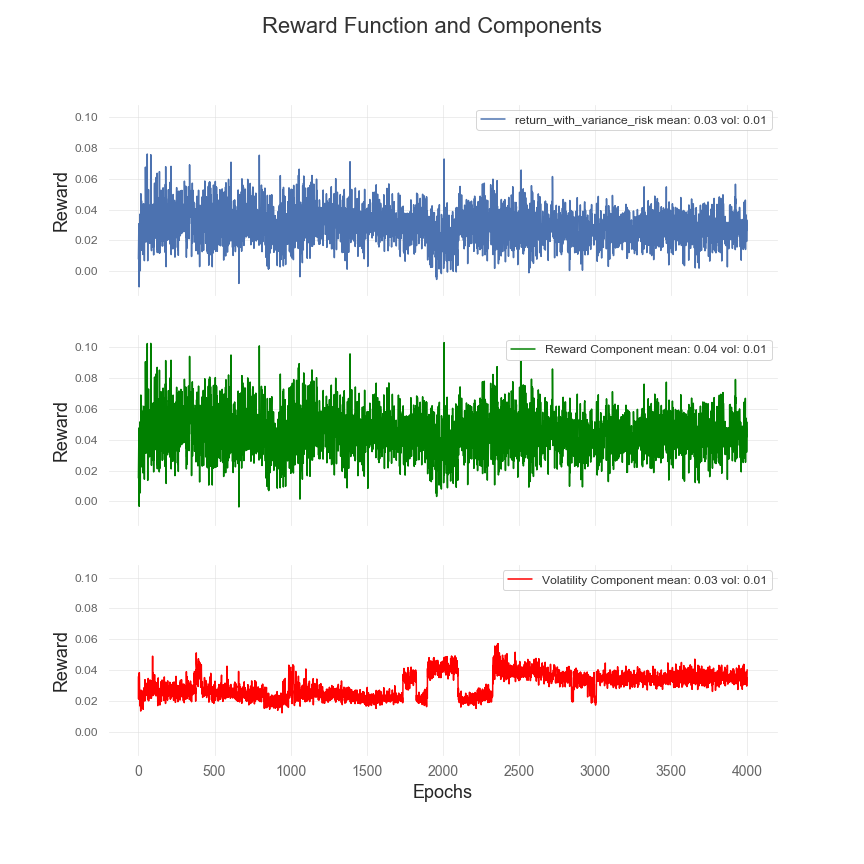 Reward Function and Components
return_with_variance_risk mean: 0.03 vol: 0.01
0.10
0.08
0.06
0.04
0.02
0.00
Reward
Reward Component mean: 0.04 vol: 0.01
0.10
0.08
0.06
0.04
0.02
0.00
Reward
Volatility Component mean: 0.03 vol: 0.01
0.10
0.08
0.06
0.04
0.02
0.00
Reward
0 500 1000 1500 2000 2500 3000 3500 4000
Epochs